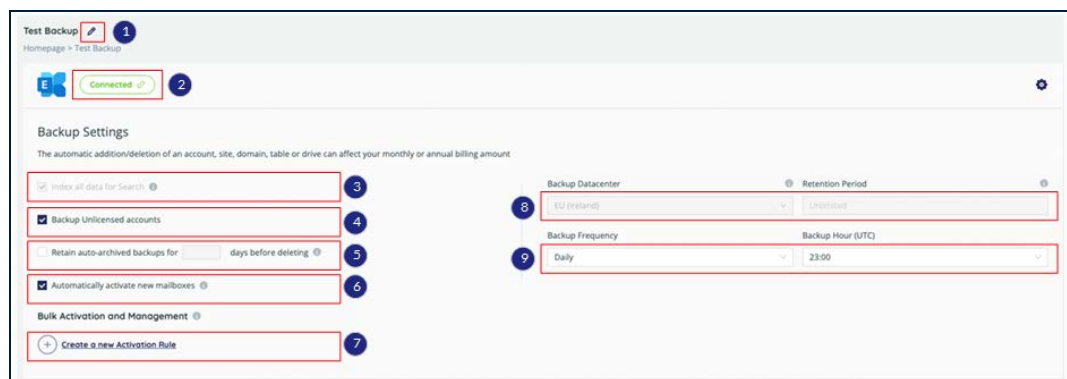 Test Backup
1
Homepage > Test Backup
E
Connected
2
Backup Settings
The automatic addition/deletion of an account, site, domain, table or drive can affect your monthly or annual billing amount
Index all data for Search
3
Backup Unlicensed accounts
4
Retain auto-archived backups for days before deleting
5
Automatically activate new mailboxes
6
Bulk Activation and Management
Create a new Activation Rule
7
Backup Datacenter
Retention Period
8
EU (Ireland)
Unlimited
Backup Frequency
Backup Hour (UTC)
9
Daily
23:00